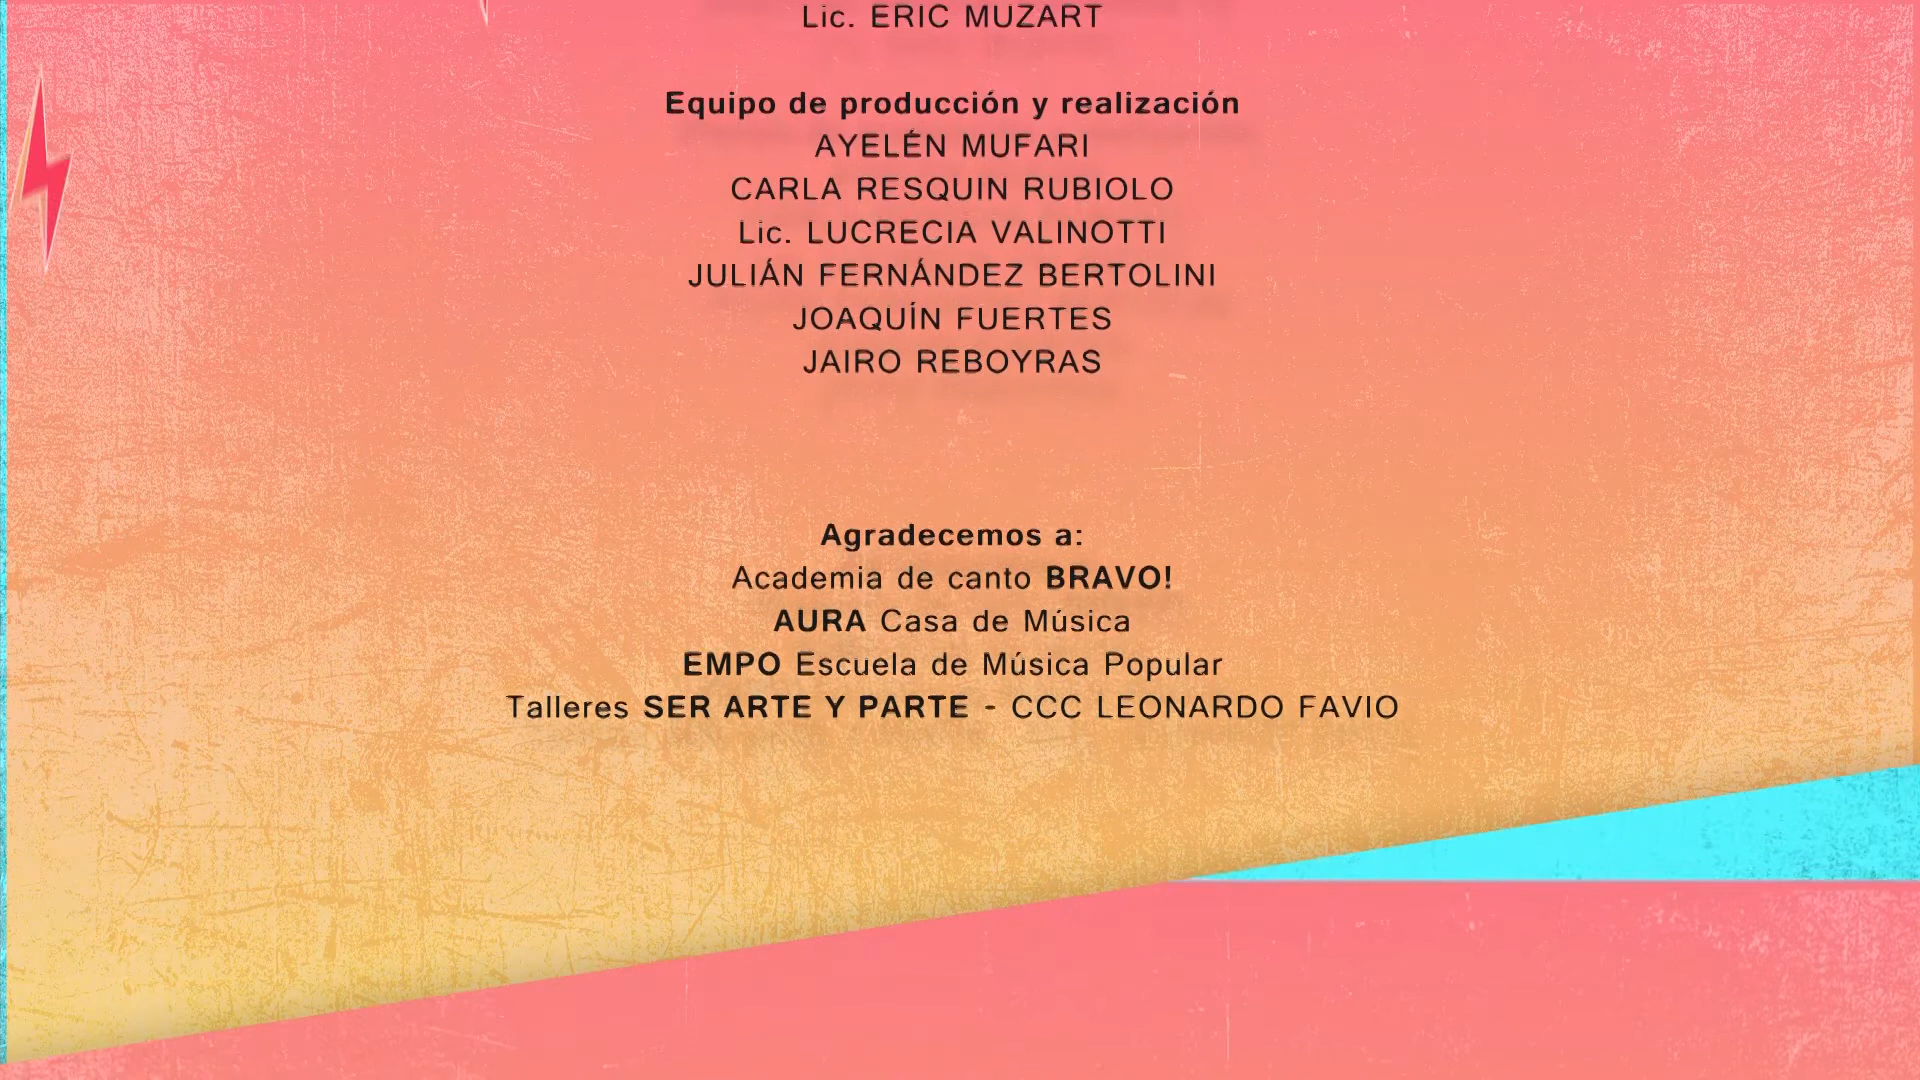 Lic. ERIC MUZART
Equipo de producción y realización
AYELÉN MUFARI
CARLA RESQUIN RUBIOLO
Lic. LUCRECIA VALINOTTI
JULIÁN FERNÁNDEZ BERTOLINI
JOAQUÍN FUERTES
JAIRO REBOYRAS
Agradecemos a:
Academia de canto BRAVO!
AURA Casa de Música
EMPO Escuela de Música Popular
Talleres SER ARTE Y PARTE - CCC LEONARDO FAVIO